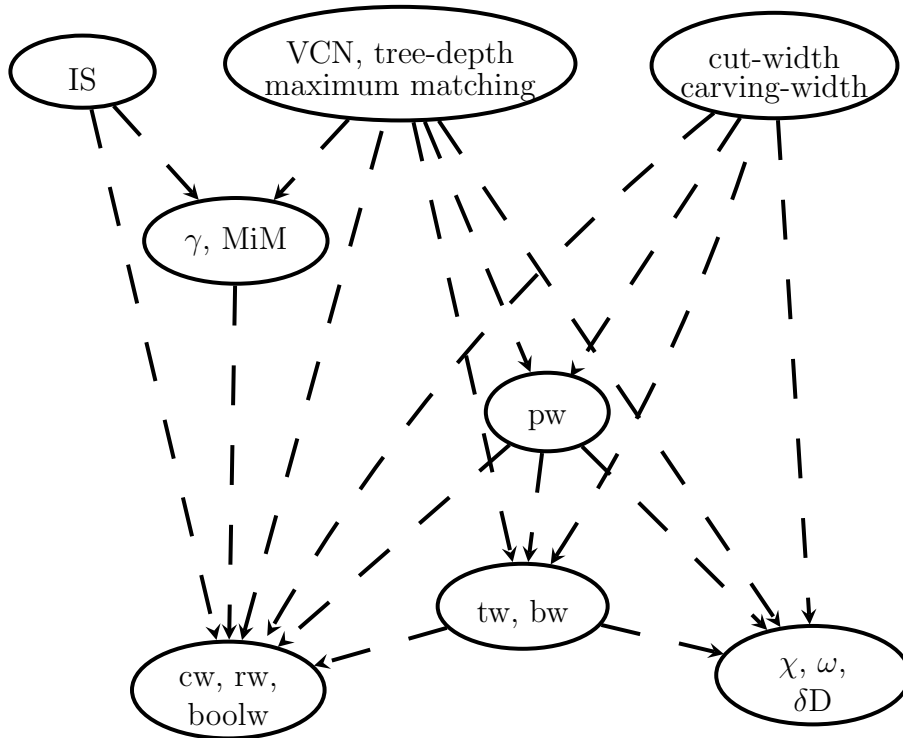 IS
VCN, tree-depth
maximum matching
cut-width
carving-width
γ, MiM
pw
tw, bw
cw, rw,
boolw
χ, ω,
δD